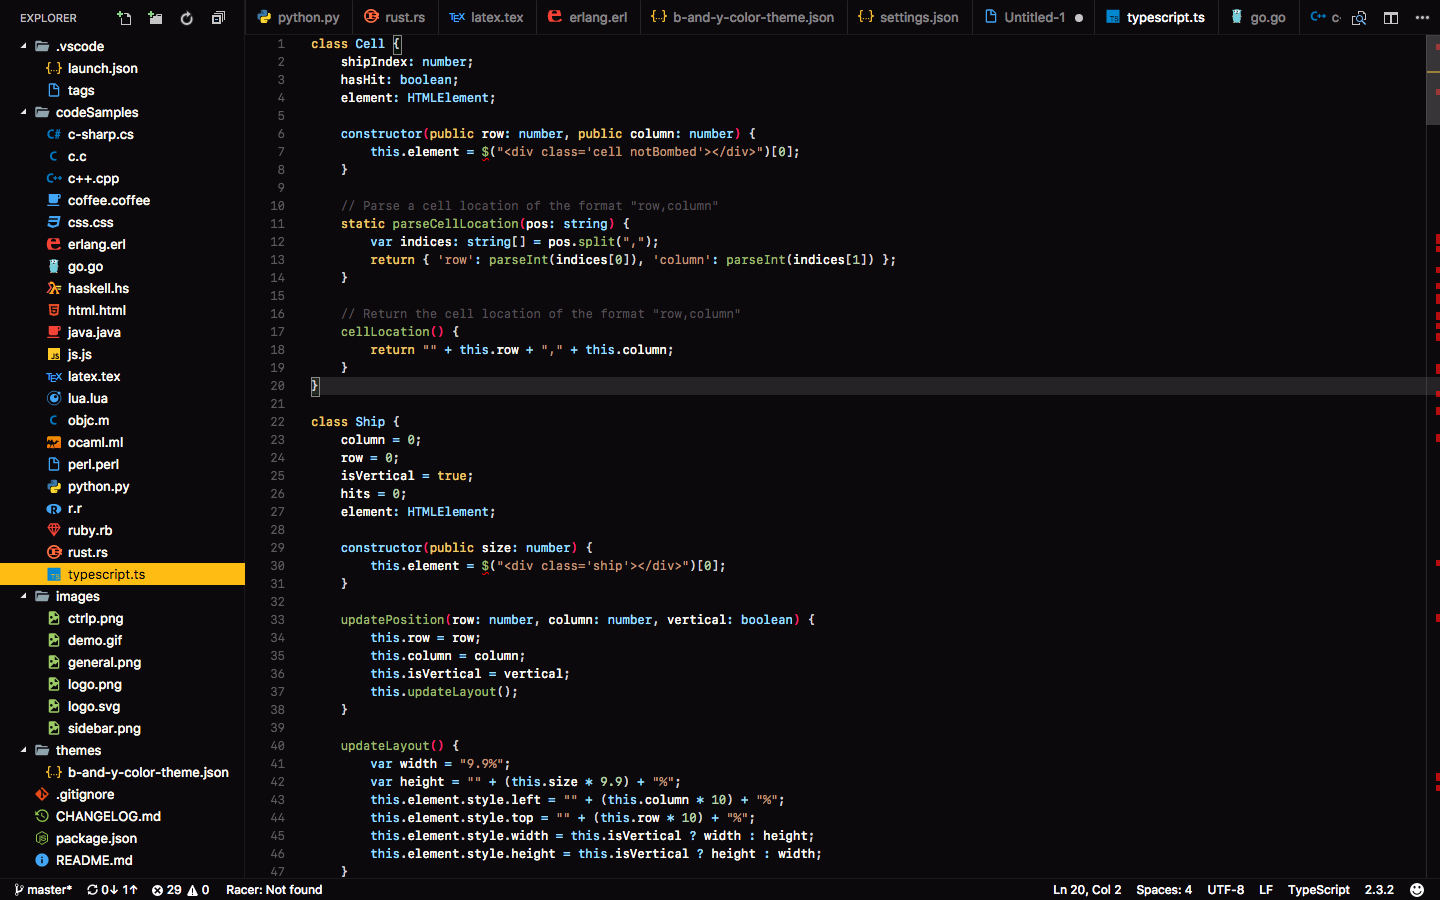 EXPLORER
.vscode
{..} launch.json
tags
codeSamples
C# c-sharp.cs
C c.c
C++ c++.cpp
coffee.coffee
css.css
e erlang.erl
go.go
haskell.hs
html.html
java.java
JS js.js
TEX latex.tex
lua.lua
C objc.m
ocaml.ml
perl.perl
python.py
R r.r
ruby.rb
rust.rs
TS typescript.ts
images
ctrlp.png
demo.gif
general.png
logo.png
logo.svg
sidebar.png
themes
{..} b-and-y-color-theme.json
.gitignore
CHANGELOG.md
package.json
README.md
python.py rust.rs TEX latex.tex e erlang.erl {..} b-and-y-color-theme.json {..} settings.json Untitled-1 ● TS typescript.ts go.go C++ c
1 class Cell {
2 shipIndex: number;
3 hasHit: boolean;
4 element: HTMLElement;
5
6 constructor(public row: number, public column: number) {
7 this.element = $("<div class='cell notBombed'></div>")[0];
8 }
9
10 // Parse a cell location of the format "row,column"
11 static parseCellLocation(pos: string) {
12 var indices: string[] = pos.split(",");
13 return { 'row': parseInt(indices[0]), 'column': parseInt(indices[1]) };
14 }
15
16 // Return the cell location of the format "row,column"
17 cellLocation() {
18 return "" + this.row + "," + this.column;
19 }
20 }
21
22 class Ship {
23 column = 0;
24 row = 0;
25 isVertical = true;
26 hits = 0;
27 element: HTMLElement;
28
29 constructor(public size: number) {
30 this.element = $("<div class='ship'></div>")[0];
31 }
32
33 updatePosition(row: number, column: number, vertical: boolean) {
34 this.row = row;
35 this.column = column;
36 this.isVertical = vertical;
37 this.updateLayout();
38 }
39
40 updateLayout() {
41 var width = "9.9%";
42 var height = "" + (this.size * 9.9) + "%";
43 this.element.style.left = "" + (this.column * 10) + "%";
44 this.element.style.top = "" + (this.row * 10) + "%";
45 this.element.style.width = this.isVertical ? width : height;
46 this.element.style.height = this.isVertical ? height : width;
47 }
master* 0↓ 1↑ 29 0 Racer: Not found Ln 20, Col 2 Spaces: 4 UTF-8 LF TypeScript 2.3.2